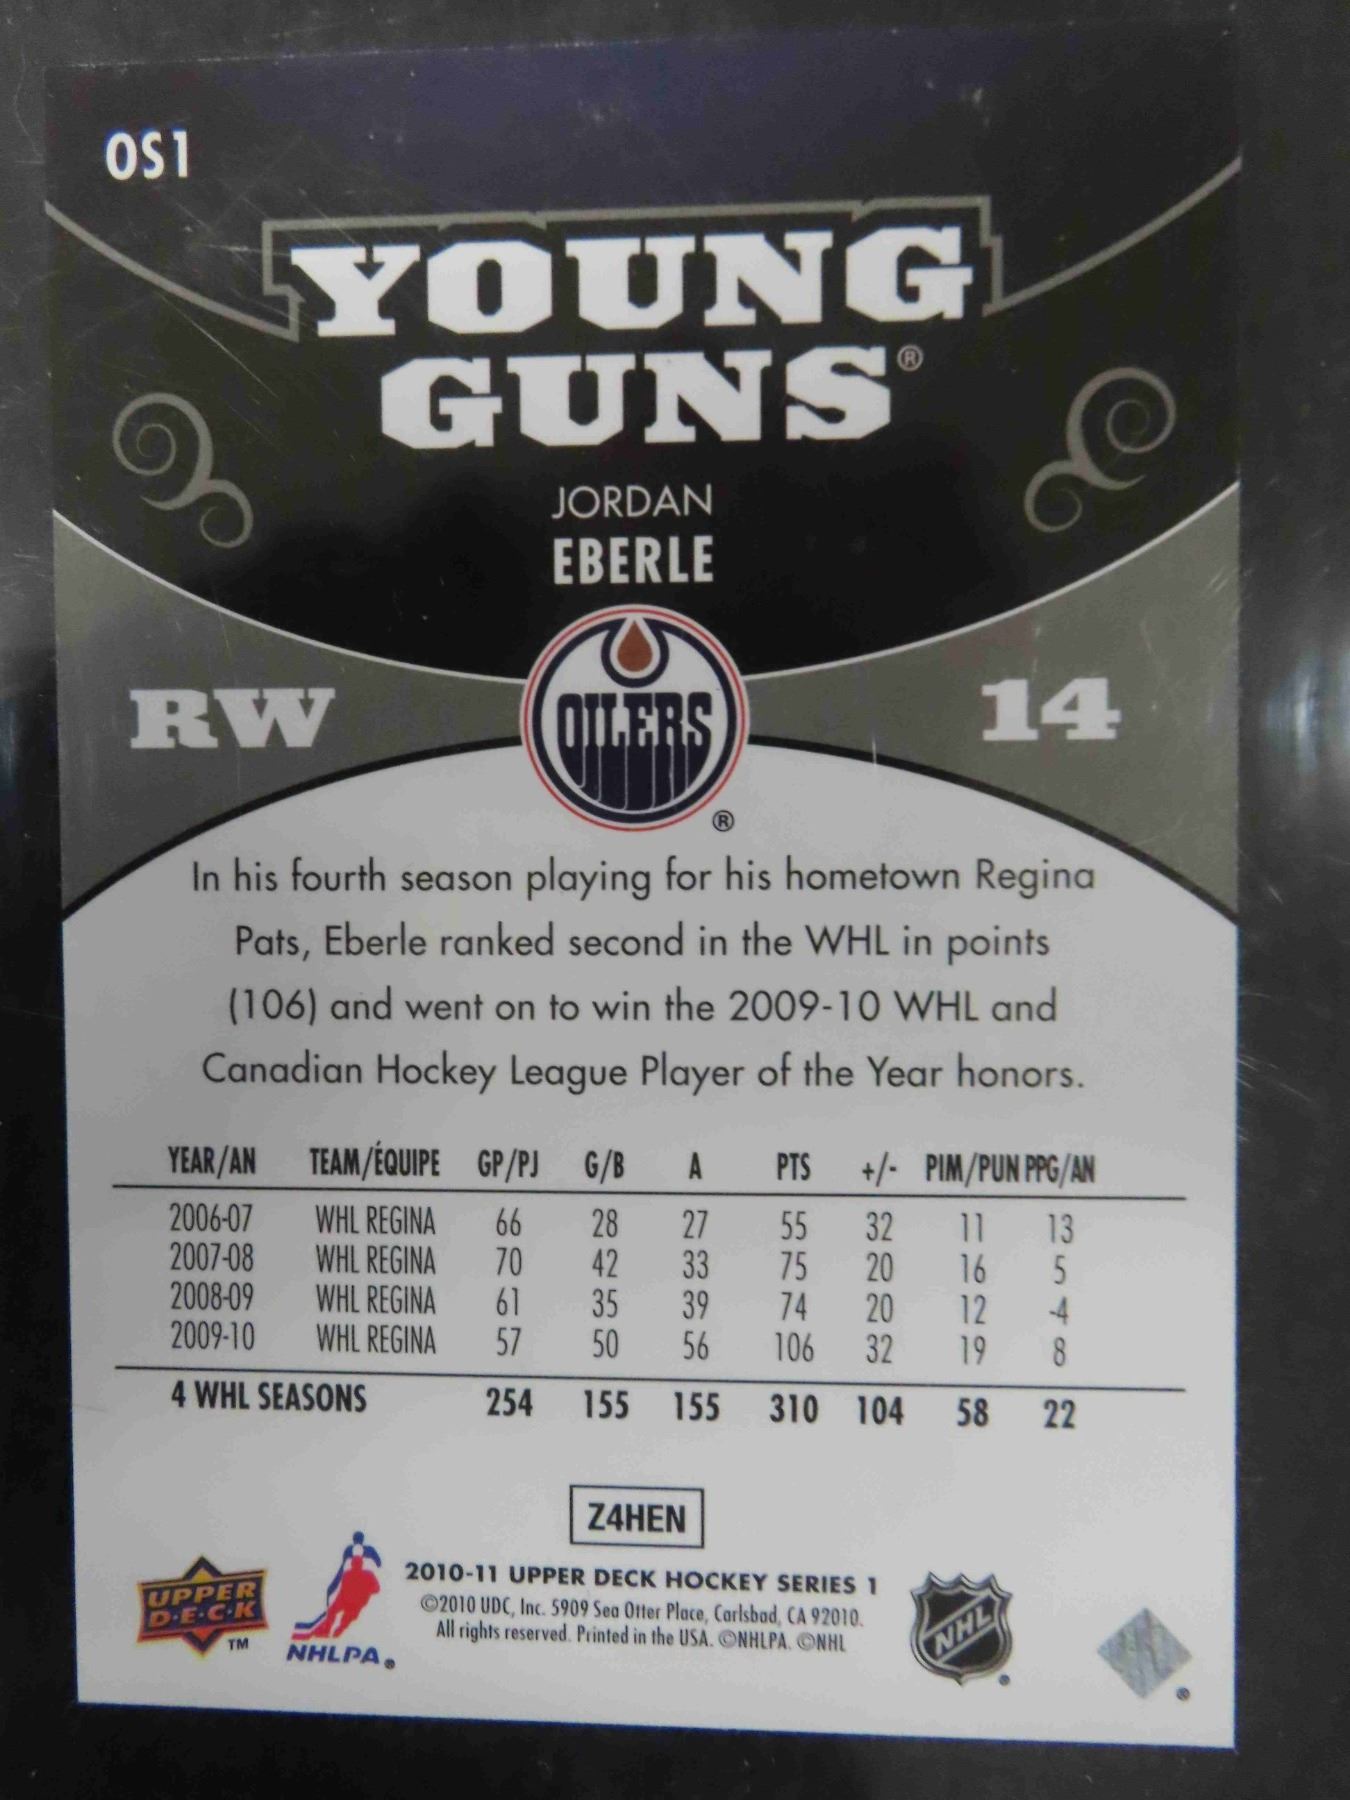 OS1
YOUNG
GUNS®
JORDAN
EBERLE
RW
OILERS
®
14
In his fourth season playing for his hometown Regina
Pats, Eberle ranked second in the WHL in points
(106) and went on to win the 2009-10 WHL and
Canadian Hockey League Player of the Year honors.
YEAR/AN TEAM/ÉQUIPE GP/PJ G/B A PTS +/- PIM/PUN PPG/AN
2006-07 WHL REGINA 66 28 27 55 32 11 13
2007-08 WHL REGINA 70 42 33 75 20 16 5
2008-09 WHL REGINA 61 35 39 74 20 12 -4
2009-10 WHL REGINA 57 50 56 106 32 19 8
4 WHL SEASONS 254 155 155 310 104 58 22
Z4HEN
UPPER
D·E·C·K
TM
NHLPA®
2010-11 UPPER DECK HOCKEY SERIES 1
©2010 UDC, Inc. 5909 Sea Otter Place, Carlsbad, CA 92010.
All rights reserved. Printed in the USA. ©NHLPA. ©NHL
NHL
®
®